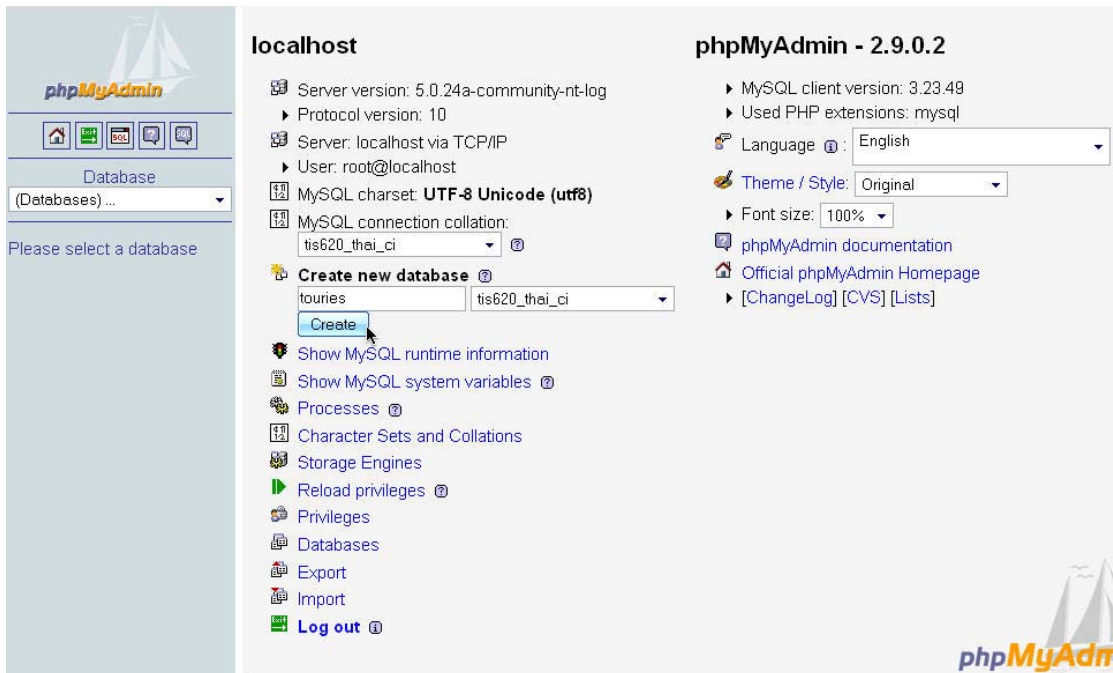 phpMyAdmin
Database
(Databases) ...
Please select a database
localhost
Server version: 5.0.24a-community-nt-log
Protocol version: 10
Server: localhost via TCP/IP
User: root@localhost
MySQL charset: UTF-8 Unicode (utf8)
MySQL connection collation:
tis620_thai_ci
Create new database
touries tis620_thai_ci
Create
Show MySQL runtime information
Show MySQL system variables
Processes
Character Sets and Collations
Storage Engines
Reload privileges
Privileges
Databases
Export
Import
Log out
phpMyAdmin - 2.9.0.2
MySQL client version: 3.23.49
Used PHP extensions: mysql
Language : English
Theme / Style: Original
Font size: 100%
phpMyAdmin documentation
Official phpMyAdmin Homepage
[ChangeLog] [CVS] [Lists]
phpMyAdm